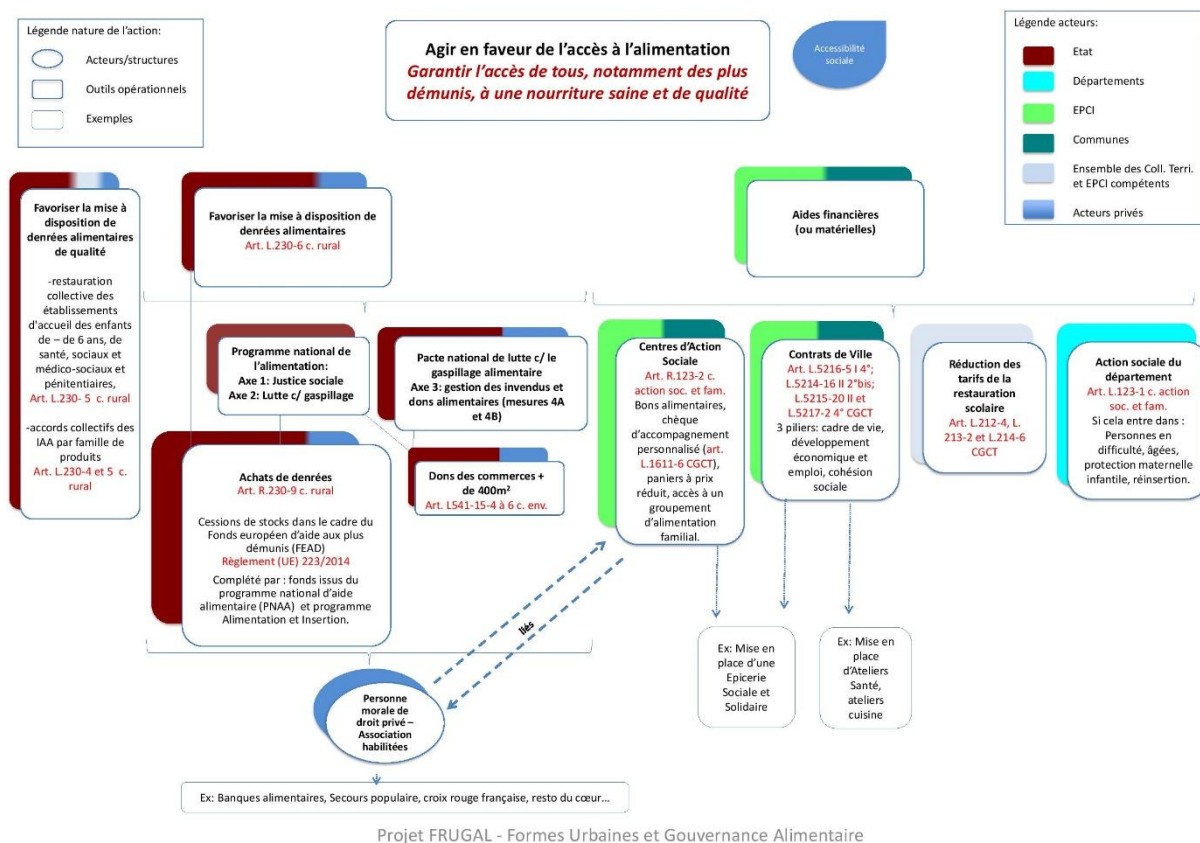 Légende nature de l'action:
Acteurs/structures
Outils opérationnels
Exemples
Agir en faveur de l'accès à l'alimentation
Garantir l'accès de tous, notamment des plus
démunis, à une nourriture saine et de qualité
Accessibilité
sociale
Légende acteurs:
Etat
Départements
EPCI
Communes
Ensemble des Coll. Terri.
et EPCI compétents
Acteurs privés
Favoriser la mise à
disposition de
denrées alimentaires
de qualité
-restauration
collective des
établissements
d'accueil des enfants
de – de 6 ans, de
santé, sociaux et
médico-sociaux et
pénitentiaires,
Art. L.230- 5 c. rural
-accords collectifs des
IAA par famille de
produits
Art. L.230-4 et 5 c.
rural
Favoriser la mise à disposition de
denrées alimentaires
Art. L.230-6 c. rural
Aides financières
(ou matérielles)
Programme national de
l'alimentation:
Axe 1: Justice sociale
Axe 2: Lutte c/ gaspillage
Pacte national de lutte c/ le
gaspillage alimentaire
Axe 3: gestion des invendus et
dons alimentaires (mesures 4A
et 4B)
Achats de denrées
Art. R.230-9 c. rural
Cessions de stocks dans le cadre du
Fonds européen d'aide aux plus
démunis (FEAD)
Règlement (UE) 223/2014
Complété par : fonds issus du
programme national d'aide
alimentaire (PNAA) et programme
Alimentation et Insertion.
Dons des commerces +
de 400m²
Art. L541-15-4 à 6 c. env.
Centres d'Action
Sociale
Art. R.123-2 c.
action soc. et fam.
Bons alimentaires,
chèque
d'accompagnement
personnalisé (art.
L.1611-6 CGCT),
paniers à prix
réduit, accès à un
groupement
d'alimentation
familial.
Contrats de Ville
Art. L.5216-5 I 4°;
L.5214-16 II 2°bis;
L.5215-20 II et
L.5217-2 4° CGCT
3 piliers: cadre de vie,
développement
économique et
emploi, cohésion
sociale
Réduction des
tarifs de la
restauration
scolaire
Art. L.212-4, L.
213-2 et L.214-6
CGCT
Action sociale du
département
Art. L.123-1 c. action
soc. et fam.
Si cela entre dans :
Personnes en
difficulté, âgées,
protection maternelle
infantile, réinsertion.
liés
Ex: Mise en
place d'une
Epicerie
Sociale et
Solidaire
Ex: Mise en
place
d'Ateliers
Santé,
ateliers
cuisine
Personne
morale de
droit privé –
Association
habilitées
Ex: Banques alimentaires, Secours populaire, croix rouge française, resto du cœur…
Projet FRUGAL - Formes Urbaines et Gouvernance Alimentaire